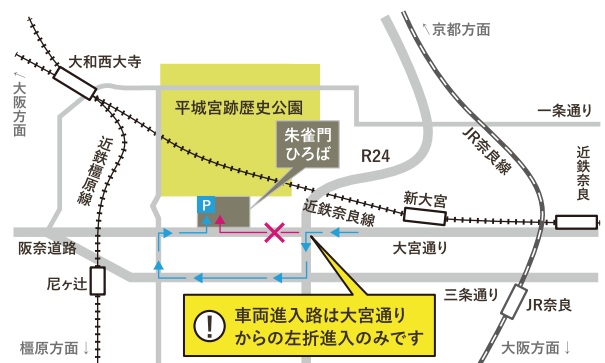 ↖京都方面
大和西大寺
←大阪方面
平城宮跡歴史公園
一条通り
朱雀門
ひろば
R24
JR奈良線
近鉄奈良
近鉄橿原線
P
新大宮
近鉄奈良線
阪奈道路
大宮通り
尼ヶ辻
三条通り
JR奈良
! 車両進入路は大宮通り
からの左折進入のみです
橿原方面↓
大阪方面↓